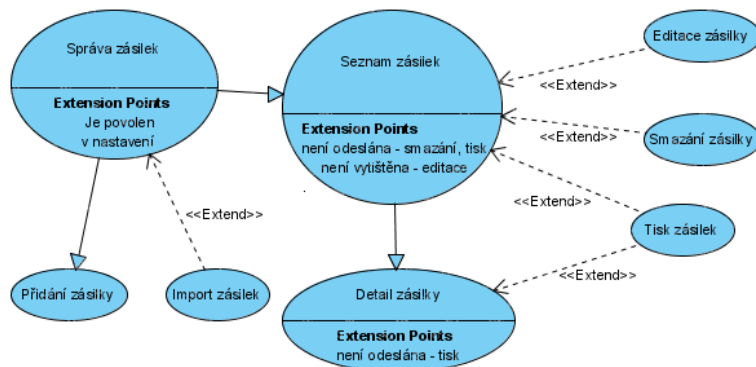 Správa zásilek
Extension Points
Je povolen
v nastavení
Seznam zásilek
Extension Points
není odeslána - smazání, tisk
není vytištěna - editace
Editace zásilky
<<Extend>>
Smazání zásilky
<<Extend>>
Tisk zásilek
<<Extend>>
<<Extend>>
<<Extend>>
Přidání zásilky
Import zásilek
Detail zásilky
Extension Points
není odeslána - tisk